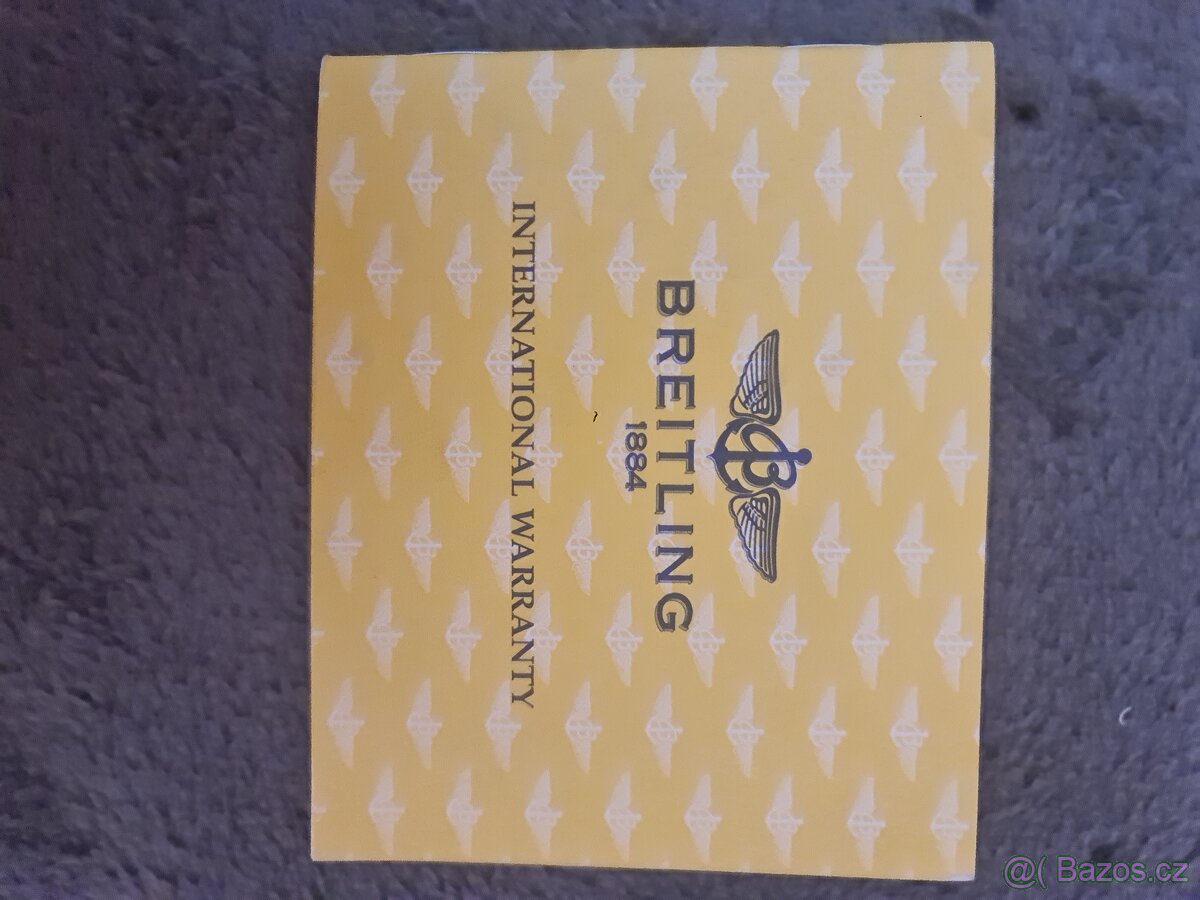 BREITLING
1884
INTERNATIONAL WARRANTY
@( Bazos.cz